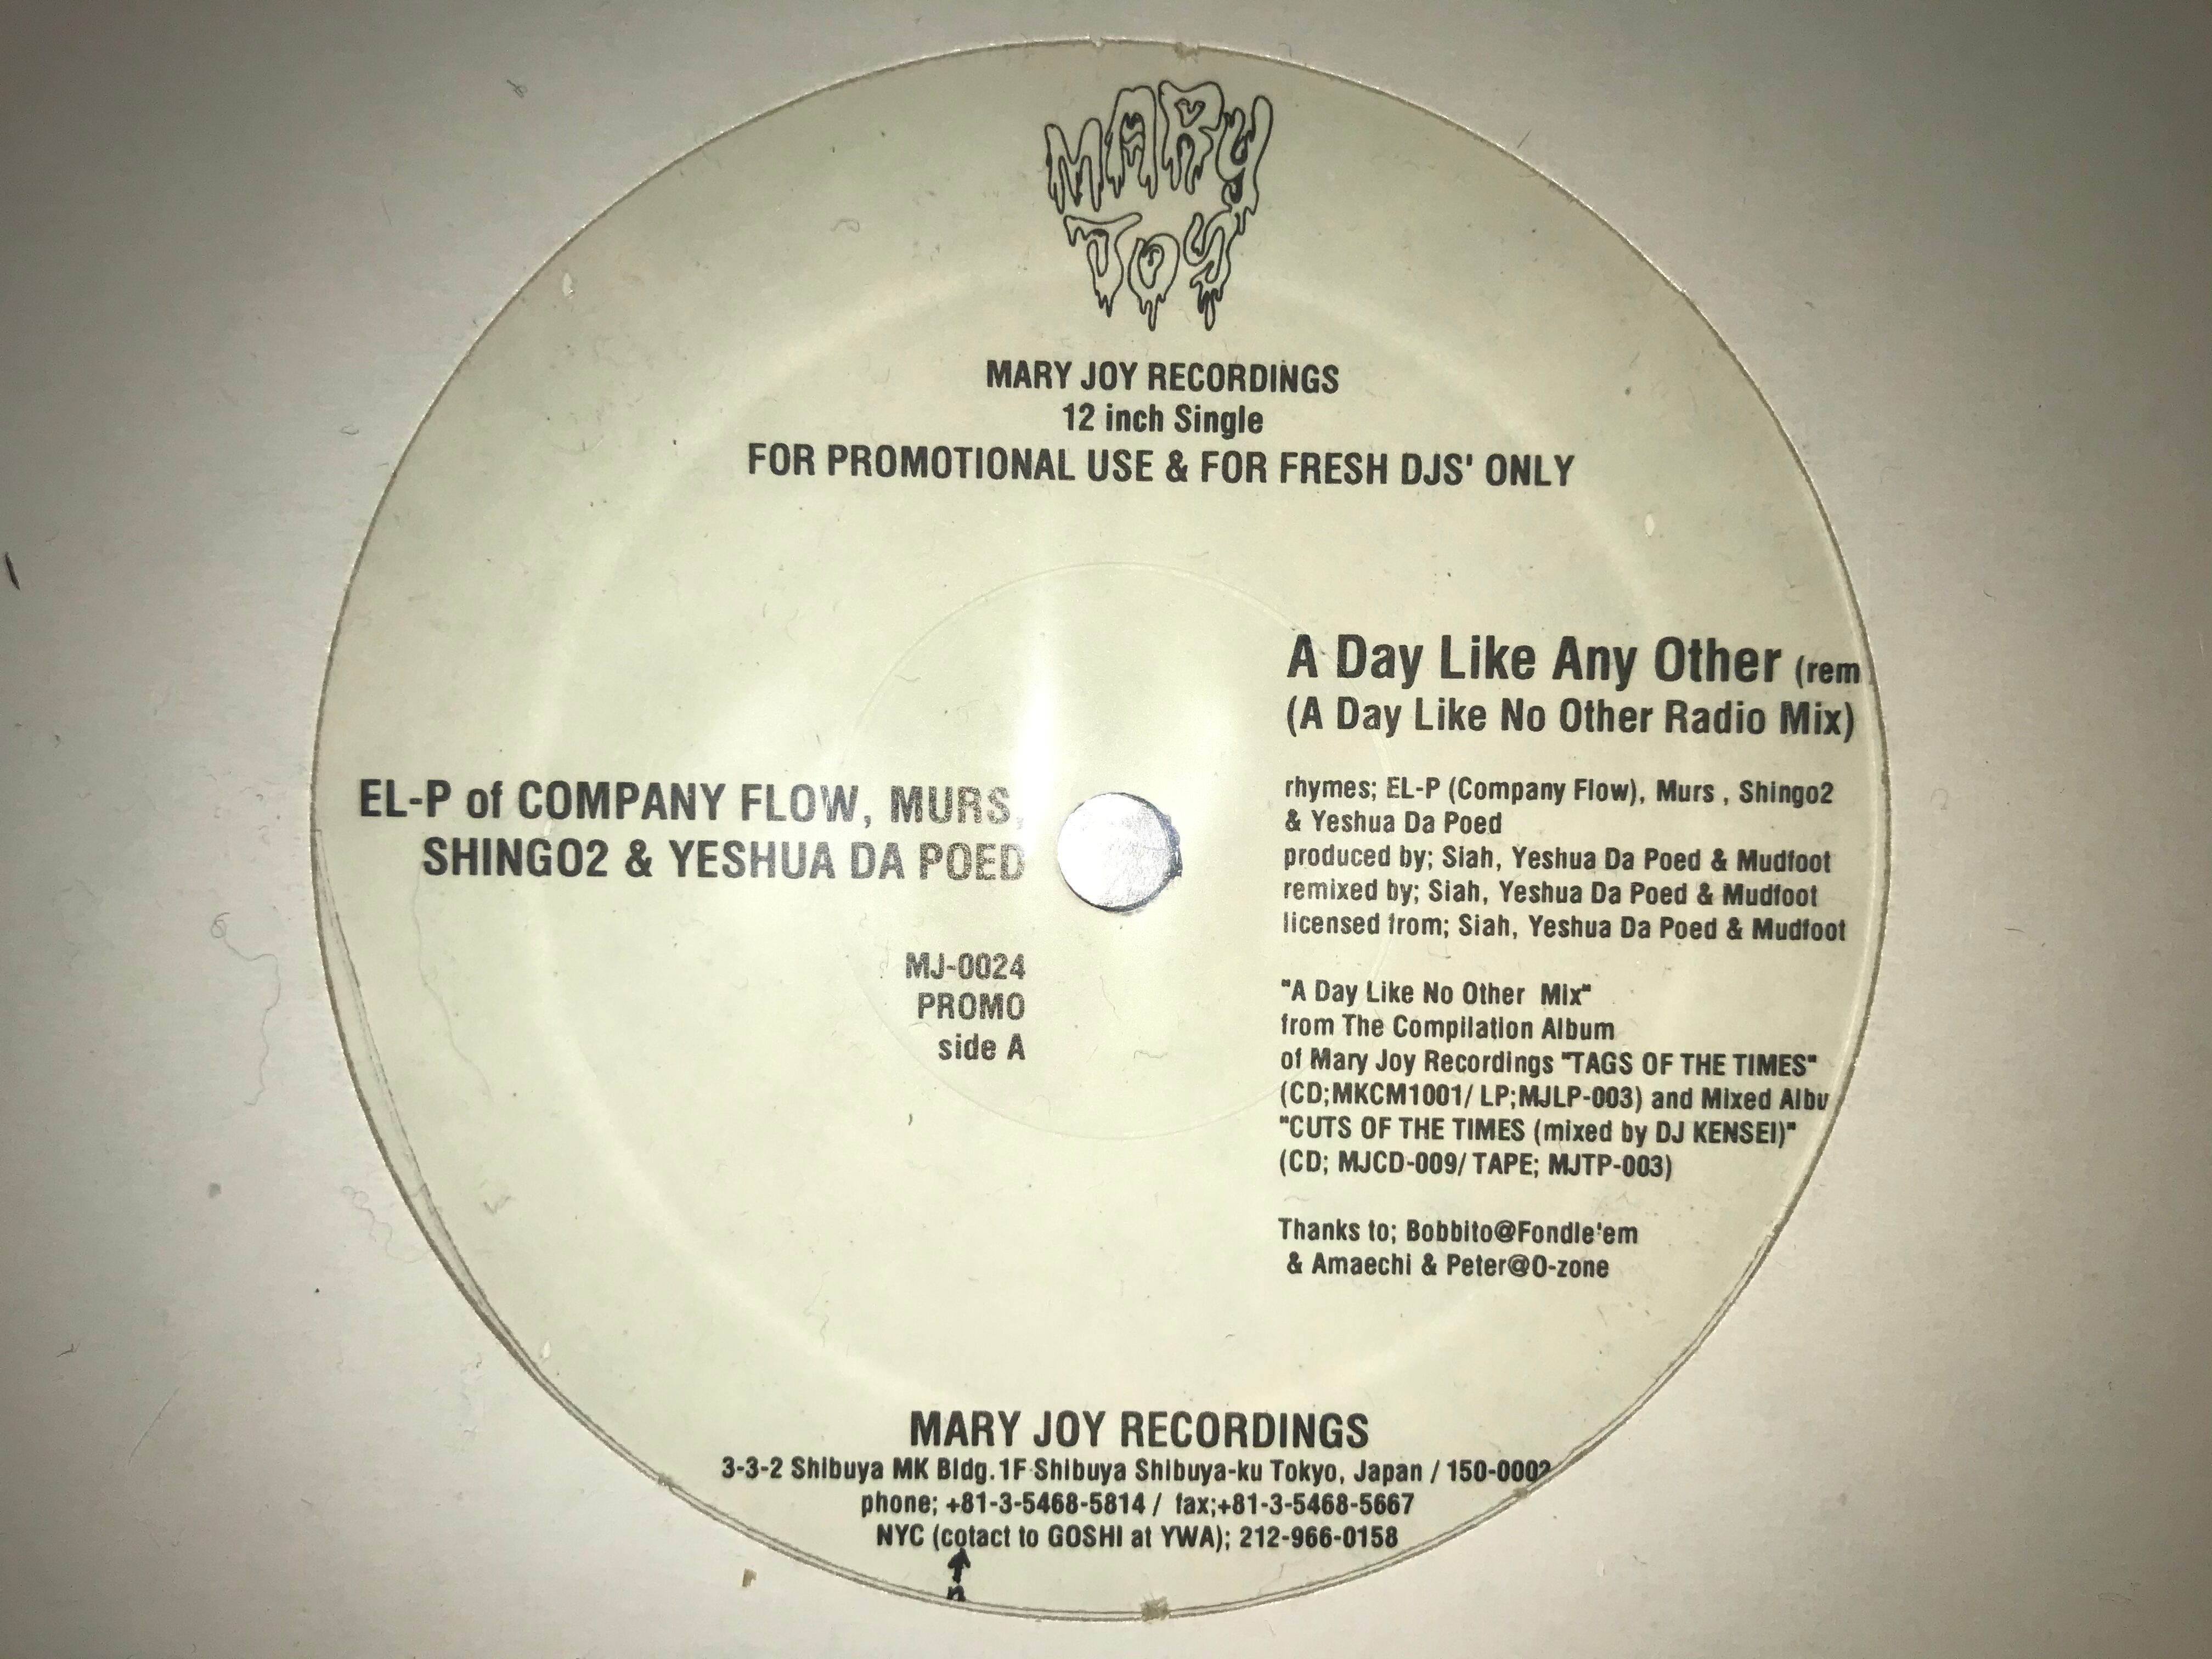 MARY
JOY
MARY JOY RECORDINGS
12 inch Single
FOR PROMOTIONAL USE & FOR FRESH DJS' ONLY
EL-P of COMPANY FLOW, MURS,
SHINGO2 & YESHUA DA POED
MJ-0024
PROMO
side A
A Day Like Any Other (rem
(A Day Like No Other Radio Mix)
rhymes; EL-P (Company Flow), Murs , Shingo2
& Yeshua Da Poed
produced by; Siah, Yeshua Da Poed & Mudfoot
remixed by; Siah, Yeshua Da Poed & Mudfoot
licensed from; Siah, Yeshua Da Poed & Mudfoot
"A Day Like No Other Mix"
from The Compilation Album
of Mary Joy Recordings "TAGS OF THE TIMES"
(CD;MKCM1001/ LP;MJLP-003) and Mixed Albu
"CUTS OF THE TIMES (mixed by DJ KENSEI)"
(CD; MJCD-009/ TAPE; MJTP-003)
Thanks to; Bobbito@Fondle'em
& Amaechi & Peter@O-zone
MARY JOY RECORDINGS
3-3-2 Shibuya MK Bldg.1F Shibuya Shibuya-ku Tokyo, Japan / 150-0002
phone; +81-3-5468-5814 / fax;+81-3-5468-5667
NYC (cotact to GOSHI at YWA); 212-966-0158
n